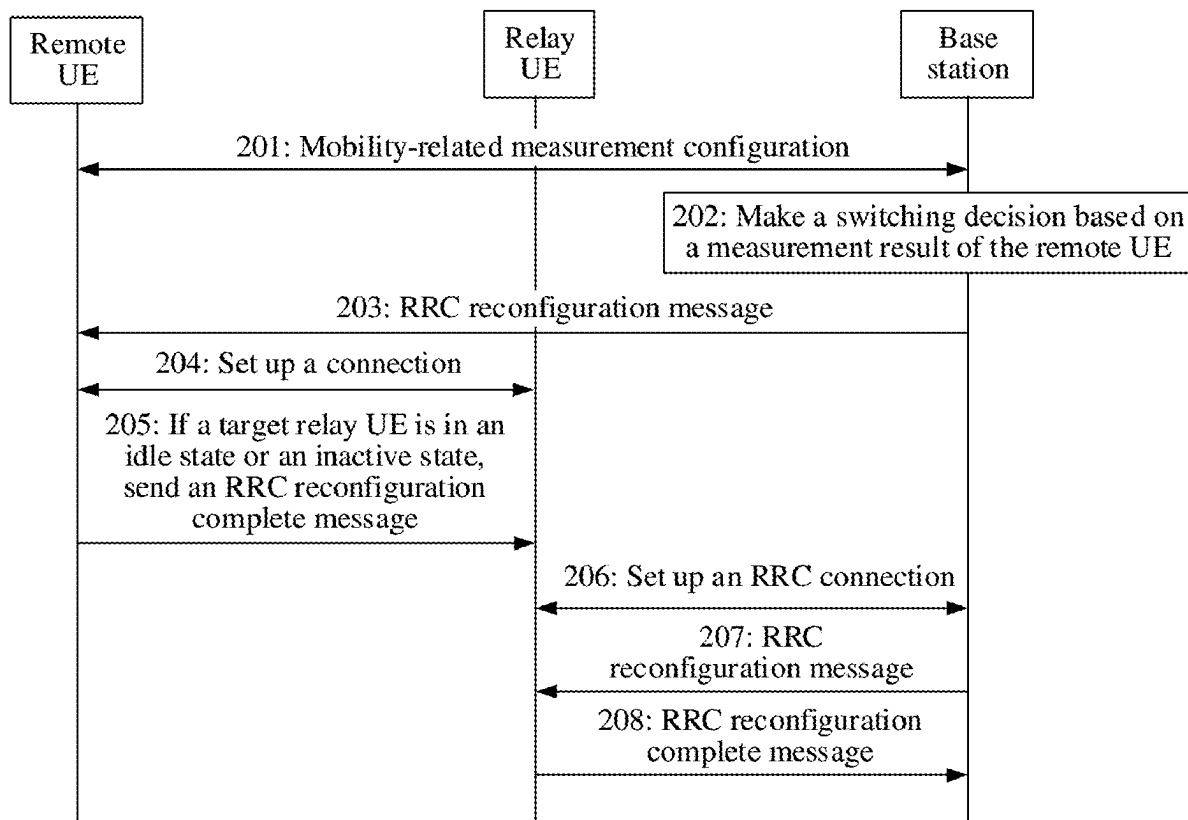 Remote
UE
Relay
UE
Base
station
201: Mobility-related measurement configuration
202: Make a switching decision based on
a measurement result of the remote UE
203: RRC reconfiguration message
204: Set up a connection
205: If a target relay UE is in an
idle state or an inactive state,
send an RRC reconfiguration
complete message
206: Set up an RRC connection
207: RRC
reconfiguration message
208: RRC reconfiguration
complete message